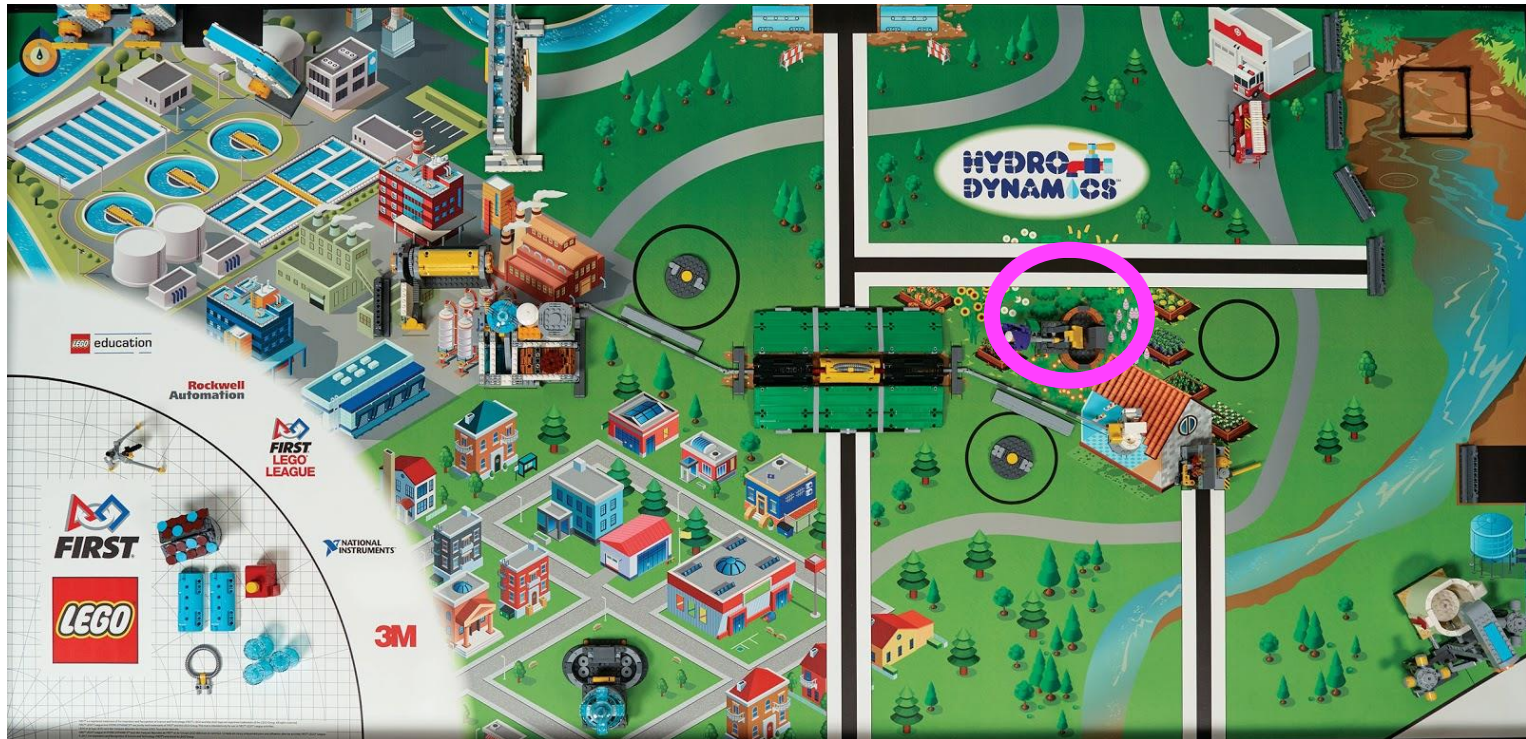 HYDRO
DYNAMICS
LEGO education
Rockwell
Automation
FIRST
LEGO
LEAGUE
FIRST
NATIONAL
INSTRUMENTS
LEGO
3M